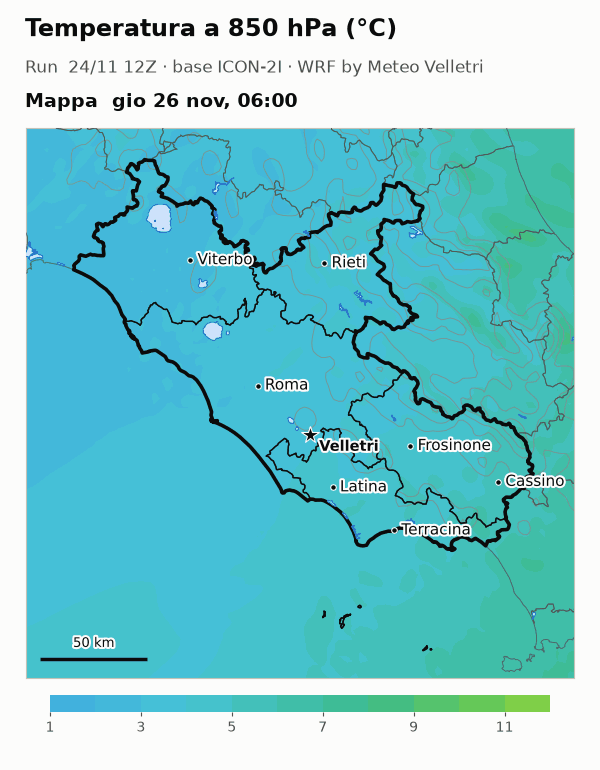 Temperatura a 850 hPa (°C)
Run  24/11 12Z · base ICON-2I · WRF by Meteo Velletri
Mappa  gio 26 nov, 06:00
Viterbo
Rieti
Roma
Velletri
Frosinone
Latina
Cassino
Terracina
50 km
1 3 5 7 9 11